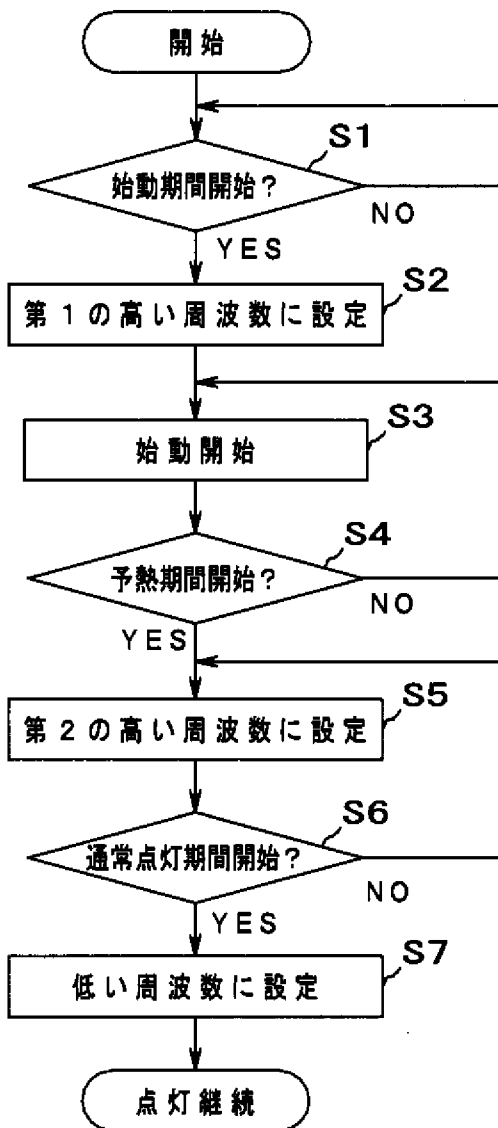 開始
S1
始動期間開始?
NO
YES
S2
第1の高い周波数に設定
S3
始動開始
S4
予熱期間開始?
NO
YES
S5
第2の高い周波数に設定
S6
通常点灯期間開始?
NO
YES
S7
低い周波数に設定
点灯継続